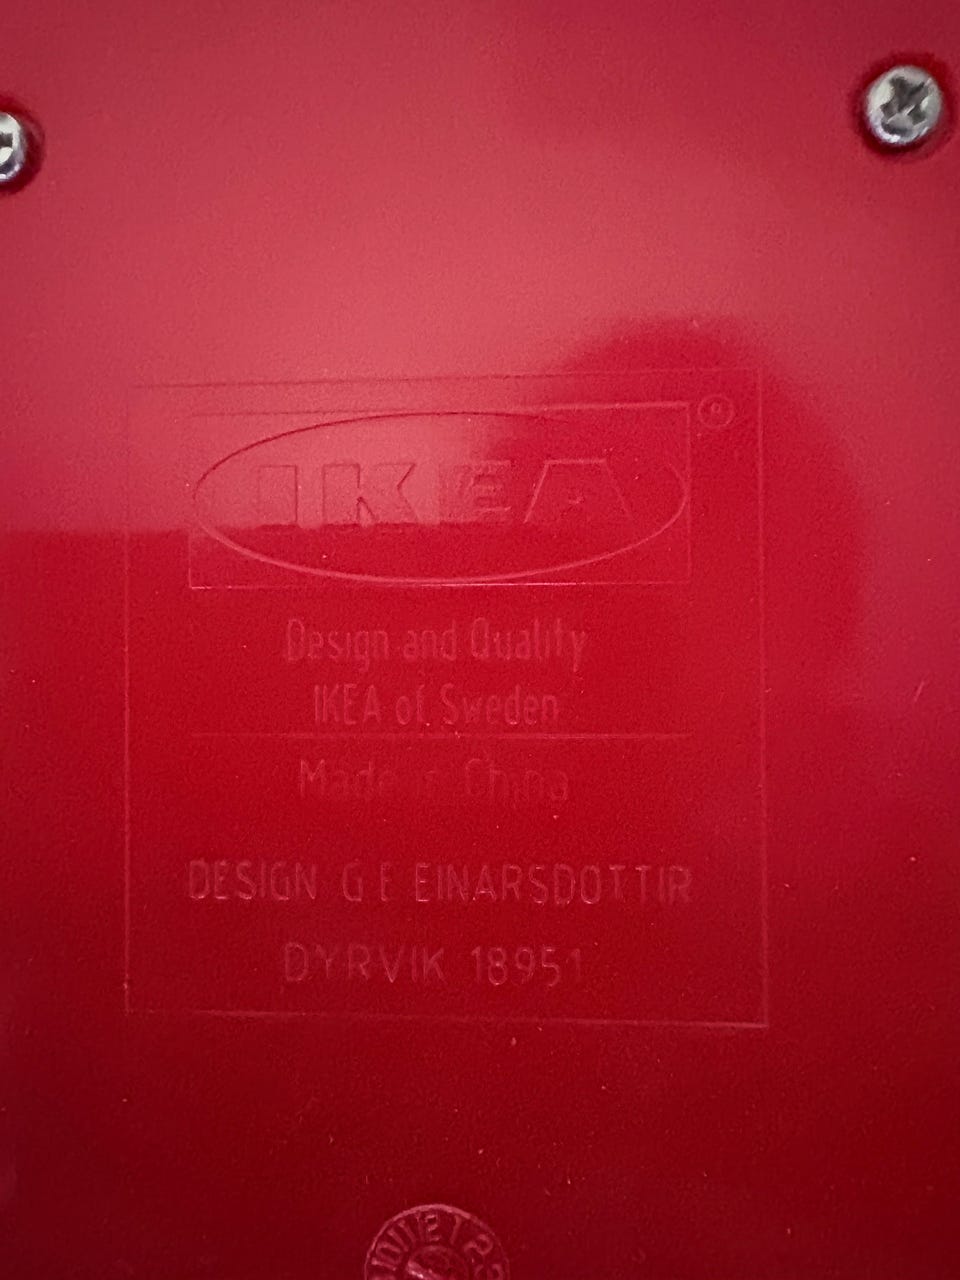 IKEA®
Design and Quality
IKEA of Sweden
Made in China
DESIGN G E EINARSDOTTIR
DYRVIK 18951